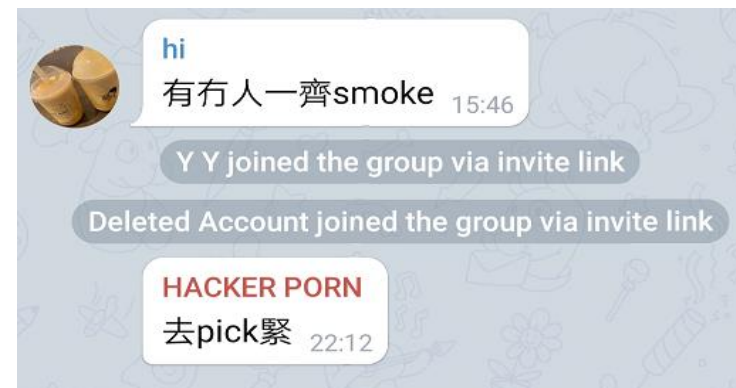 hi
有冇人一齊smoke 15:46
Y Y joined the group via invite link
Deleted Account joined the group via invite link
HACKER PORN
去pick緊 22:12